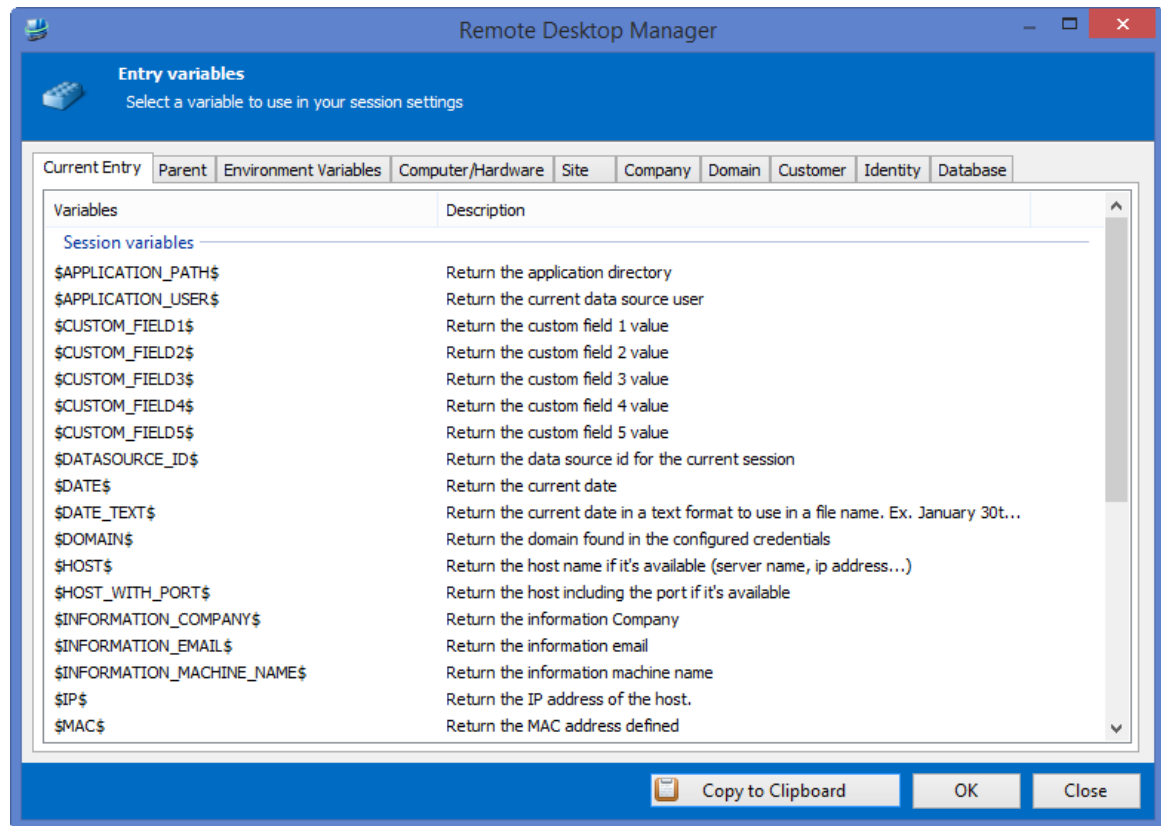 Remote Desktop Manager
Entry variables
Select a variable to use in your session settings
Current Entry Parent Environment Variables Computer/Hardware Site Company Domain Customer Identity Database
Variables Description
Session variables
$APPLICATION_PATH$ Return the application directory
$APPLICATION_USER$ Return the current data source user
$CUSTOM_FIELD1$ Return the custom field 1 value
$CUSTOM_FIELD2$ Return the custom field 2 value
$CUSTOM_FIELD3$ Return the custom field 3 value
$CUSTOM_FIELD4$ Return the custom field 4 value
$CUSTOM_FIELD5$ Return the custom field 5 value
$DATASOURCE_ID$ Return the data source id for the current session
$DATE$ Return the current date
$DATE_TEXT$ Return the current date in a text format to use in a file name. Ex. January 30t...
$DOMAIN$ Return the domain found in the configured credentials
$HOST$ Return the host name if it's available (server name, ip address...)
$HOST_WITH_PORT$ Return the host including the port if it's available
$INFORMATION_COMPANY$ Return the information Company
$INFORMATION_EMAIL$ Return the information email
$INFORMATION_MACHINE_NAME$ Return the information machine name
$IP$ Return the IP address of the host.
$MAC$ Return the MAC address defined
Copy to Clipboard OK Close